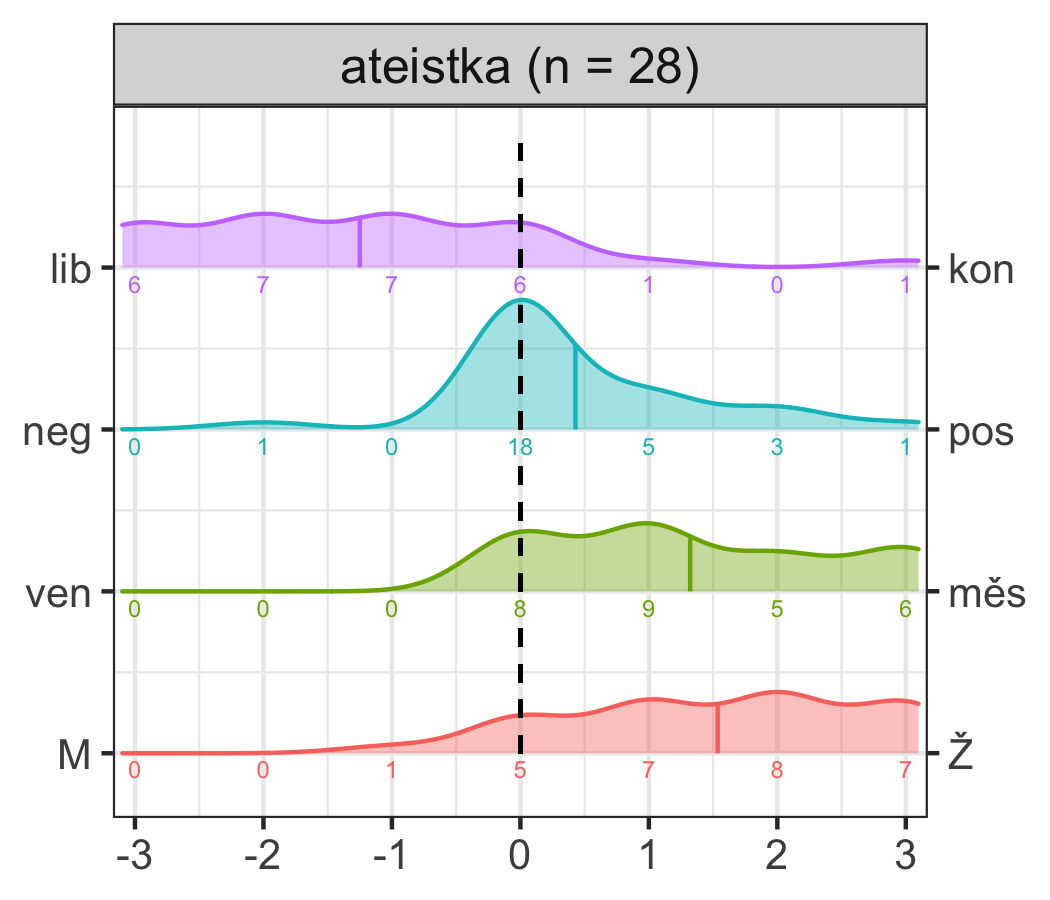 ateistka (n = 28)
lib kon
6 7 7 6 1 0 1
neg pos
0 1 0 18 5 3 1
ven měs
0 0 0 8 9 5 6
M Ž
0 0 1 5 7 8 7
-3 -2 -1 0 1 2 3